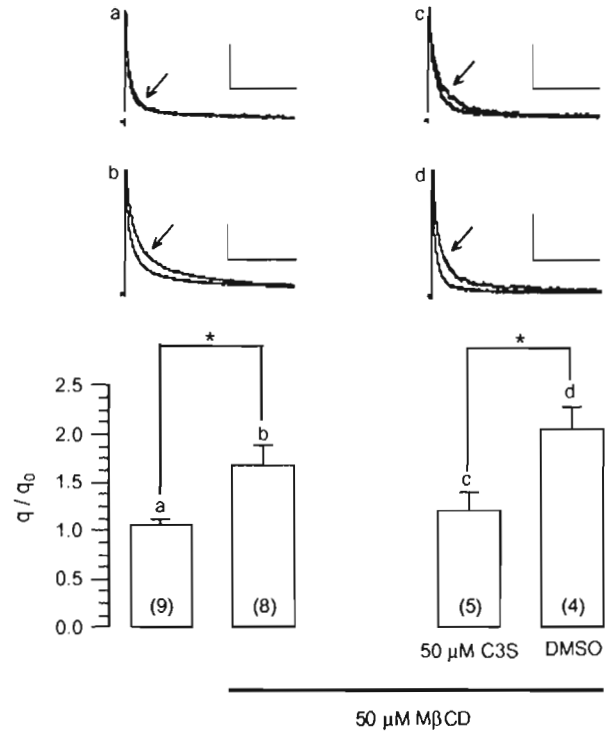 a
c
b
d
*
*
q / q₀
2.5
2.0
1.5
1.0
0.5
0.0
a
b
c
d
(9)
(8)
(5)
(4)
50 µM C3S
DMSO
50 µM MβCD